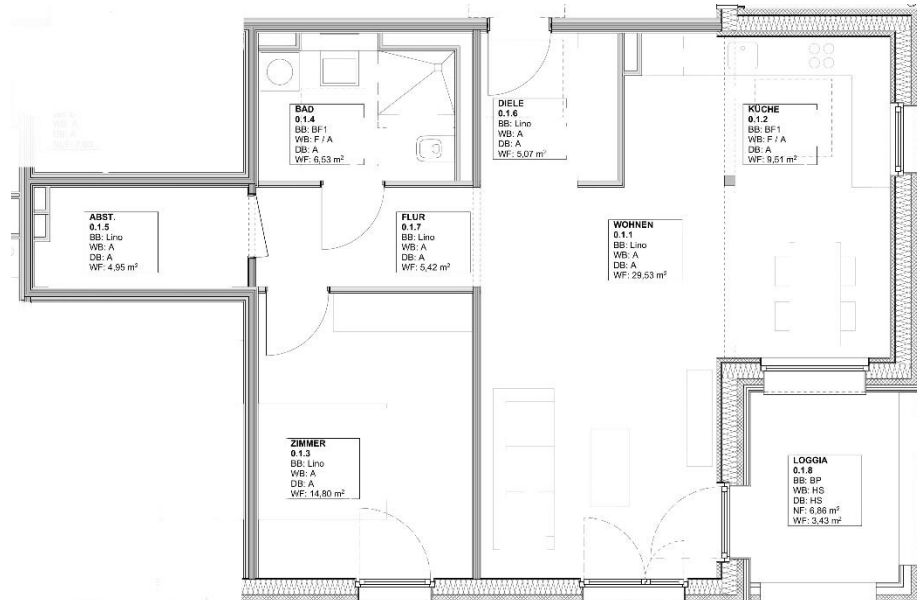 BAD
0.1.4
BB: BF1
WB: F / A
DB: A
WF: 6,53 m²
DIELE
0.1.6
BB: Lino
WB: A
DB: A
WF: 5,07 m²
KÜCHE
0.1.2
BB: BF1
WB: F / A
DB: A
WF: 9,51 m²
ABST.
0.1.5
BB: Lino
WB: A
DB: A
WF: 4,95 m²
FLUR
0.1.7
BB: Lino
WB: A
DB: A
WF: 5,42 m²
WOHNEN
0.1.1
BB: Lino
WB: A
DB: A
WF: 29,53 m²
ZIMMER
0.1.3
BB: Lino
WB: A
DB: A
WF: 14,80 m²
LOGGIA
0.1.8
BB: BP
WB: HS
DB: HS
NF: 6,86 m²
WF: 3,43 m²